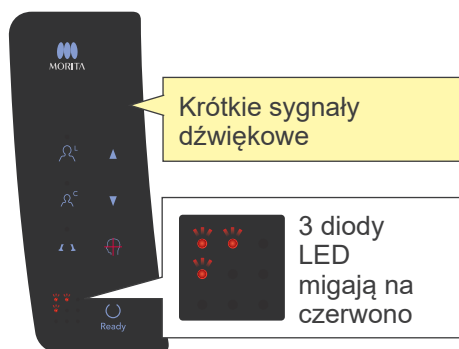 MORITA
Krótkie sygnały
dźwiękowe
L
C
3 diody
LED
migają na
czerwono
Ready